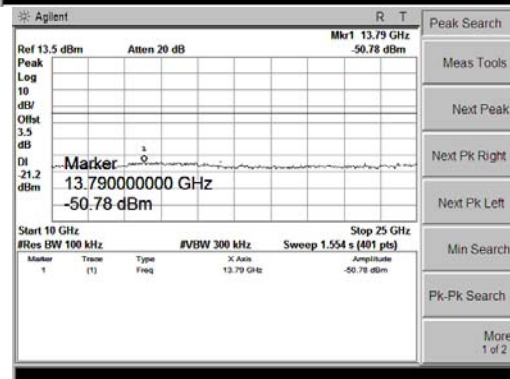 Agilent R T
Mkr1 13.79 GHz
Ref 13.5 dBm Atten 20 dB -50.78 dBm
Peak
Log
10
dB/
Offst
3.5
dB
DI
-21.2
dBm
1
Marker
13.790000000 GHz
-50.78 dBm
Start 10 GHz Stop 25 GHz
#Res BW 100 kHz #VBW 300 kHz Sweep 1.554 s (401 pts)
Marker Trace Type X Axis Amplitude
1 (1) Freq 13.79 GHz -50.78 dBm
Peak Search
Meas Tools
Next Peak
Next Pk Right
Next Pk Left
Min Search
Pk-Pk Search
More
1 of 2